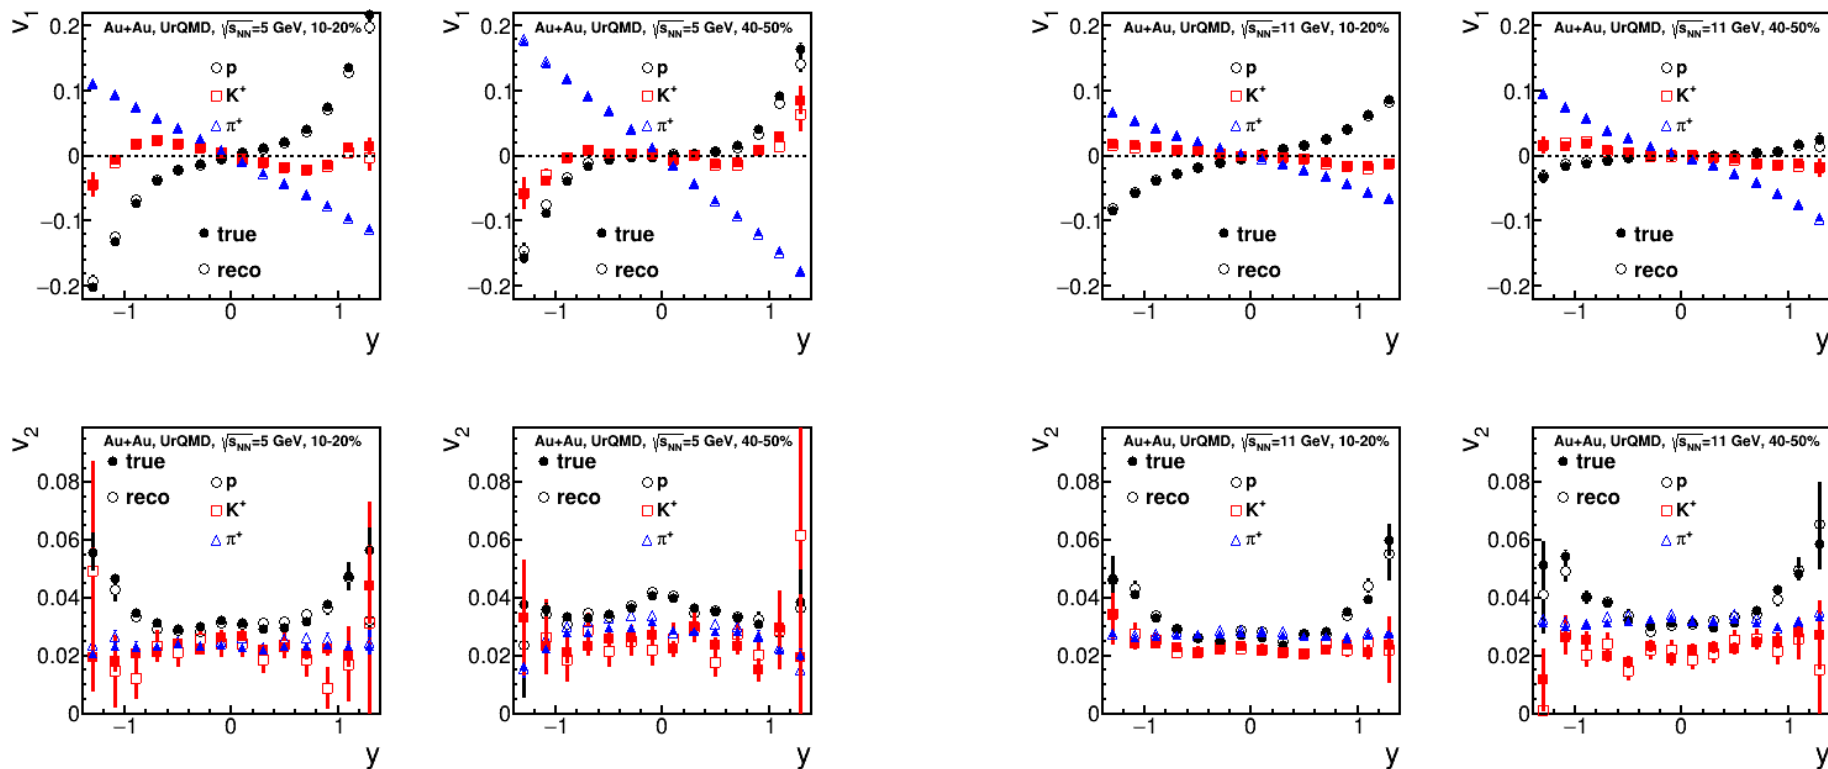 v₁
Au+Au, UrQMD, √s_NN=5 GeV, 10-20%
0.2
0.1
0
−0.1
−0.2
p
K⁺
π⁺
true
reco
−1
0
1
y
v₁
Au+Au, UrQMD, √s_NN=5 GeV, 40-50%
0.2
0.1
0
−0.1
−0.2
p
K⁺
π⁺
true
reco
−1
0
1
y
v₁
Au+Au, UrQMD, √s_NN=11 GeV, 10-20%
0.2
0.1
0
−0.1
−0.2
p
K⁺
π⁺
true
reco
−1
0
1
y
v₁
Au+Au, UrQMD, √s_NN=11 GeV, 40-50%
0.2
0.1
0
−0.1
−0.2
p
K⁺
π⁺
true
reco
−1
0
1
y
v₂
Au+Au, UrQMD, √s_NN=5 GeV, 10-20%
true
reco
p
K⁺
π⁺
0.08
0.06
0.04
0.02
0
−1
0
1
y
v₂
Au+Au, UrQMD, √s_NN=5 GeV, 40-50%
true
reco
p
K⁺
π⁺
0.08
0.06
0.04
0.02
0
−1
0
1
y
v₂
Au+Au, UrQMD, √s_NN=11 GeV, 10-20%
true
reco
p
K⁺
π⁺
0.08
0.06
0.04
0.02
0
−1
0
1
y
v₂
Au+Au, UrQMD, √s_NN=11 GeV, 40-50%
true
reco
p
K⁺
π⁺
0.08
0.06
0.04
0.02
0
−1
0
1
y